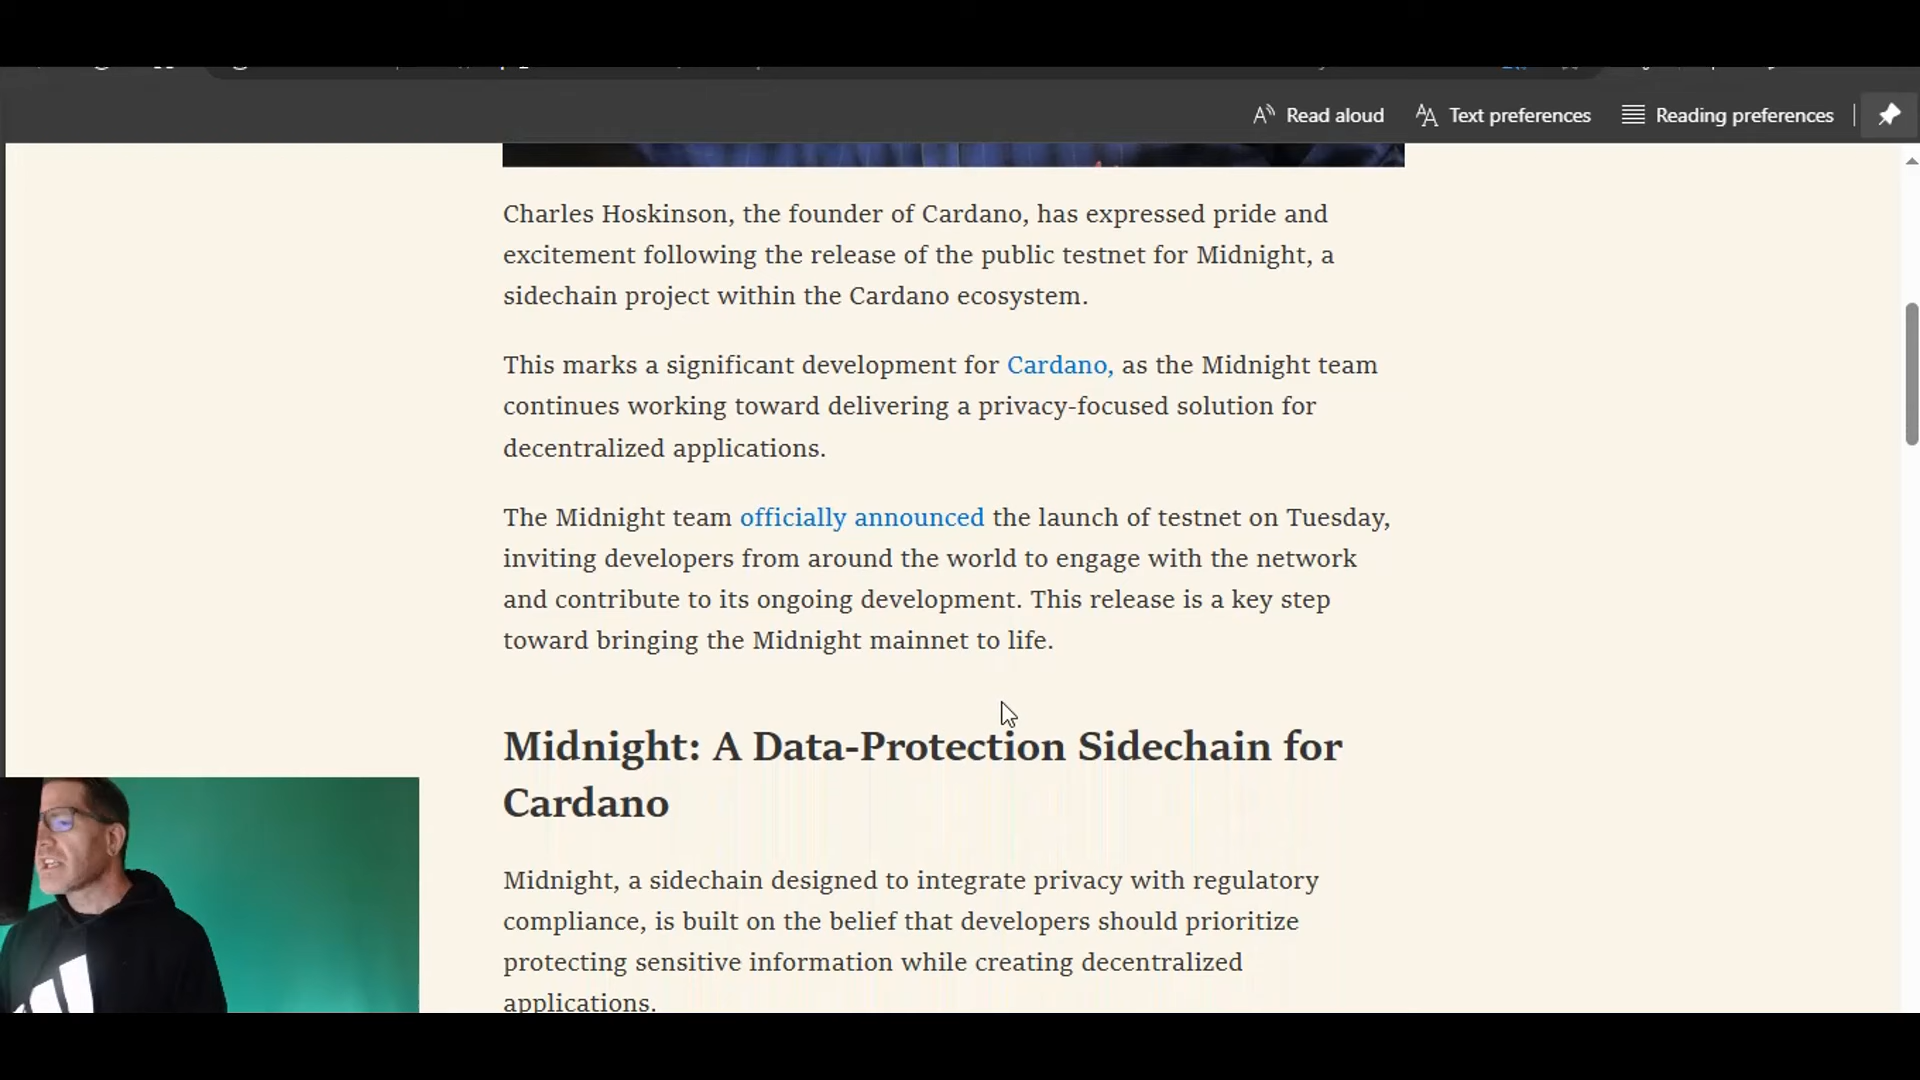 Read aloud
Text preferences
Reading preferences
Charles Hoskinson, the founder of Cardano, has expressed pride and
excitement following the release of the public testnet for Midnight, a
sidechain project within the Cardano ecosystem.
This marks a significant development for Cardano, as the Midnight team
continues working toward delivering a privacy-focused solution for
decentralized applications.
The Midnight team officially announced the launch of testnet on Tuesday,
inviting developers from around the world to engage with the network
and contribute to its ongoing development. This release is a key step
toward bringing the Midnight mainnet to life.
Midnight: A Data-Protection Sidechain for
Cardano
Midnight, a sidechain designed to integrate privacy with regulatory
compliance, is built on the belief that developers should prioritize
protecting sensitive information while creating decentralized
applications.